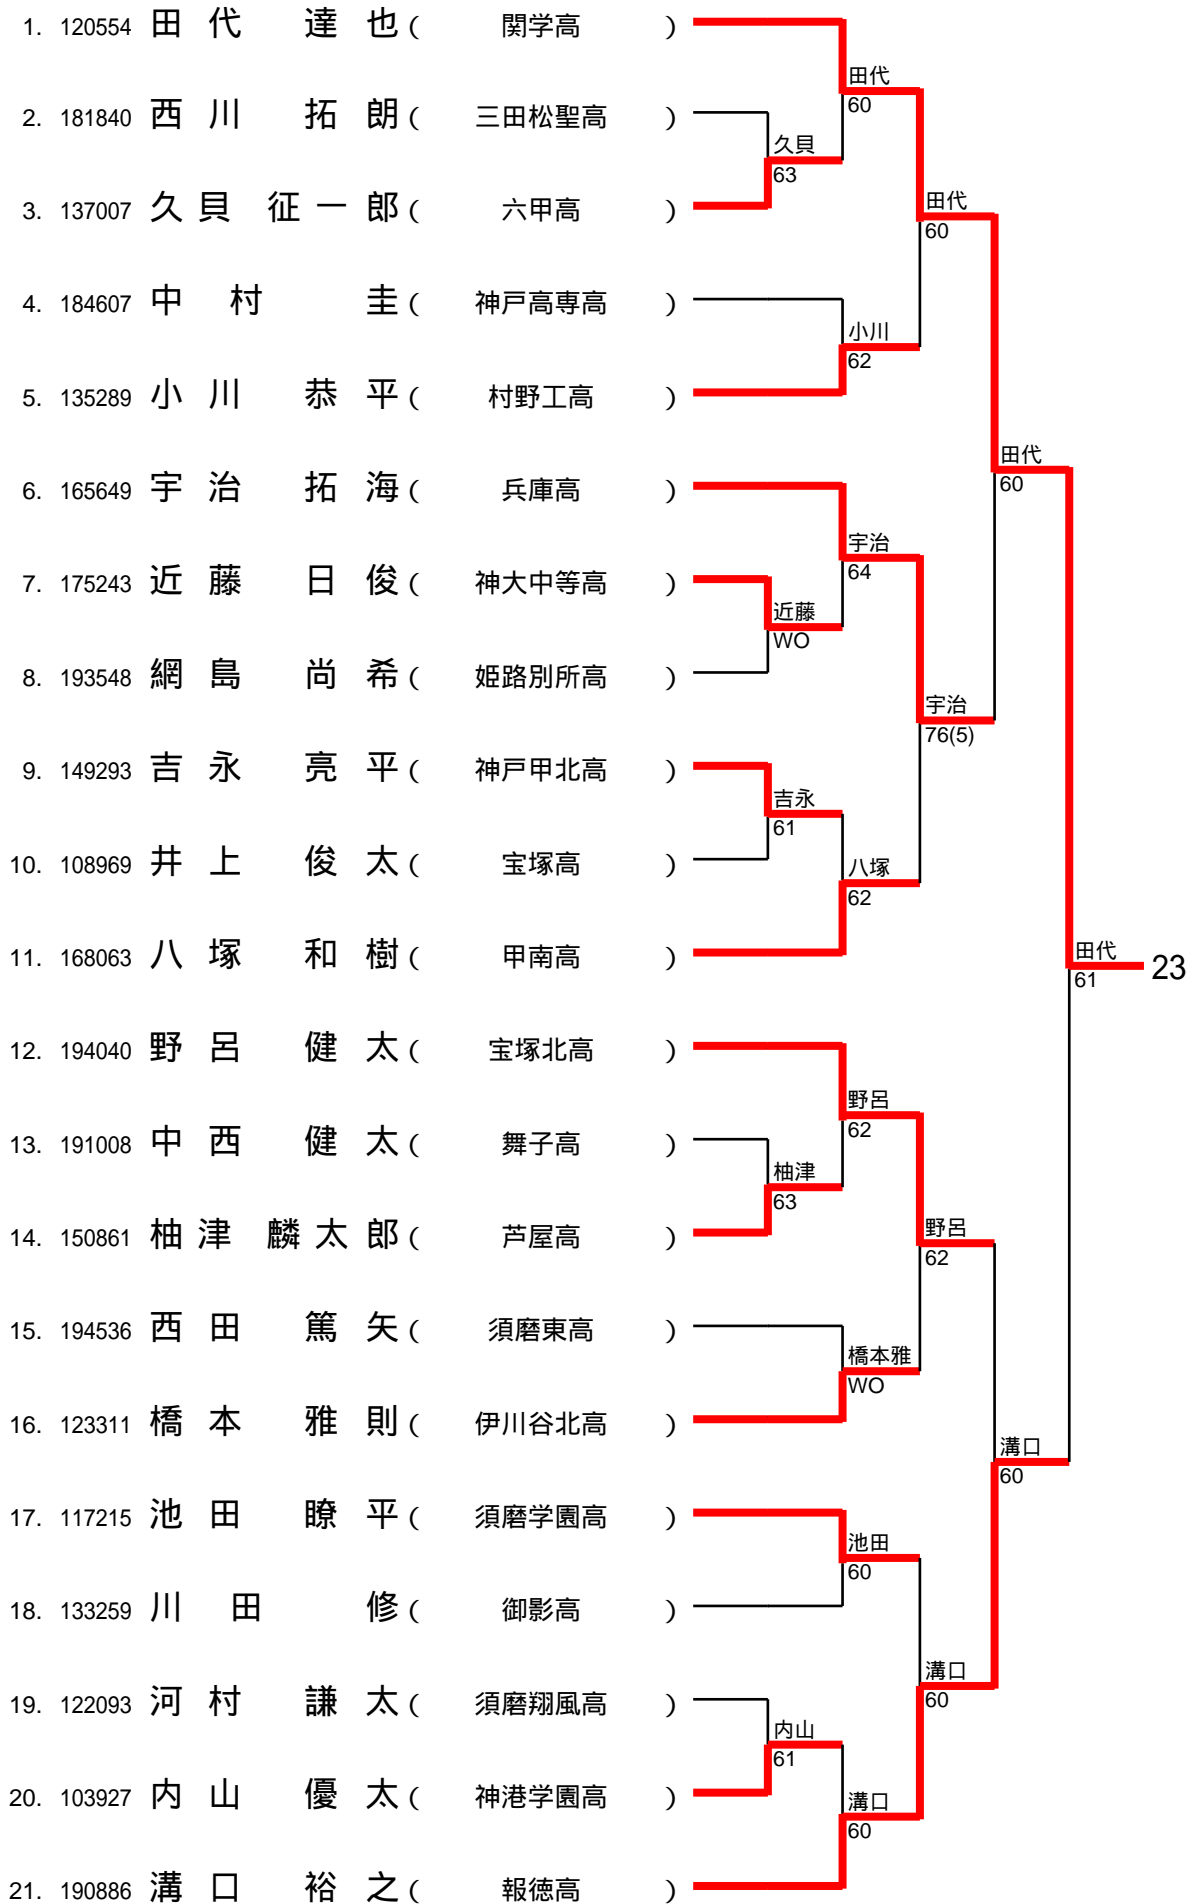 1. 120554 田代 達也 ( 関学高 )
田代
60
2. 181840 西川 拓朗 ( 三田松聖高 )
久貝
63
3. 137007 久貝 征一郎 ( 六甲高 )
田代
60
4. 184607 中村 圭 ( 神戸高専高 )
小川
62
5. 135289 小川 恭平 ( 村野工高 )
田代
60
6. 165649 宇治 拓海 ( 兵庫高 )
宇治
64
7. 175243 近藤 日俊 ( 神大中等高 )
近藤
WO
8. 193548 網島 尚希 ( 姫路別所高 )
宇治
76(5)
9. 149293 吉永 亮平 ( 神戸甲北高 )
吉永
61
10. 108969 井上 俊太 ( 宝塚高 )
八塚
62
11. 168063 八塚 和樹 ( 甲南高 )
田代
61
23
12. 194040 野呂 健太 ( 宝塚北高 )
野呂
62
13. 191008 中西 健太 ( 舞子高 )
柚津
63
14. 150861 柚津 麟太郎 ( 芦屋高 )
野呂
62
15. 194536 西田 篤矢 ( 須磨東高 )
橋本雅
WO
16. 123311 橋本 雅則 ( 伊川谷北高 )
溝口
60
17. 117215 池田 瞭平 ( 須磨学園高 )
池田
60
18. 133259 川田 修 ( 御影高 )
溝口
60
19. 122093 河村 謙太 ( 須磨翔風高 )
内山
61
20. 103927 内山 優太 ( 神港学園高 )
溝口
60
21. 190886 溝口 裕之 ( 報徳高 )